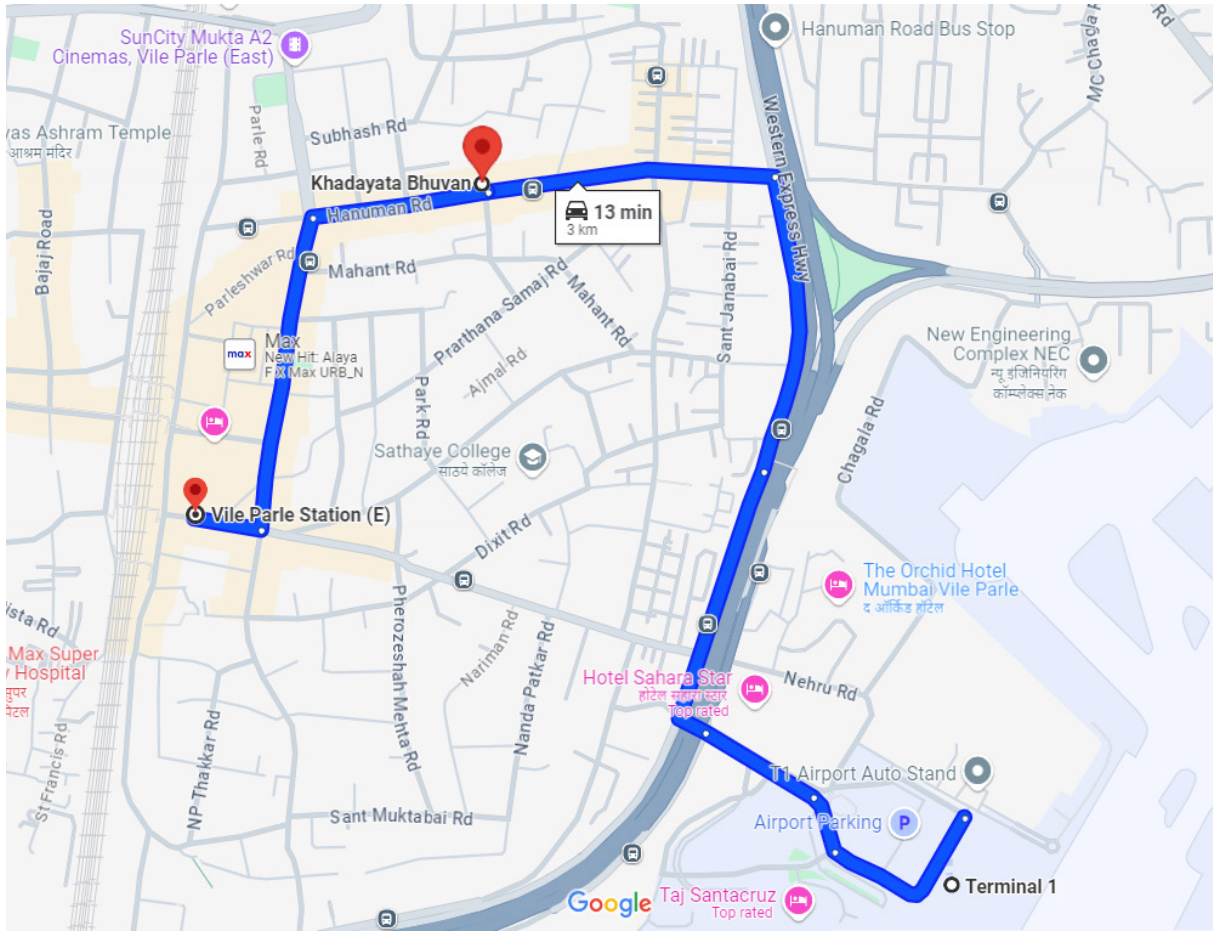 SunCity Mukta A2
Cinemas, Vile Parle (East)
Hanuman Road Bus Stop
MC Chagla R
yas Ashram Temple
आश्रम मंदिर
Parle Rd
Subhash Rd
Western Express Hwy
Khadayata Bhuvan
Hanuman Rd
13 min
3 km
Bajaj Road
Parleshwar Rd
Mahant Rd
Prarthana Samaj Rd
Mahant Rd
Sant Janabai Rd
max
Max
New Hit: Alaya
F X Max URB_N
Ajmal Rd
Park Rd
New Engineering
Complex NEC
न्यू इंजिनियरिंग
कॉम्प्लेक्स नेक
Chagala Rd
Sathaye College
साठये कॉलेज
Vile Parle Station (E)
Dixit Rd
The Orchid Hotel
Mumbai Vile Parle
द ऑर्किड हॉटेल
Pherozeshah Mehta Rd
Nariman Rd
Nanda Patkar Rd
ista Rd
Max Super
Hospital
सुपर
Hotel Sahara Star
होटेल सहारा स्टार
Top rated
Nehru Rd
St Francis Rd
NP Thakkar Rd
Sant Muktabai Rd
T1 Airport Auto Stand
Airport Parking
P
Terminal 1
Google
Taj Santacruz
Top rated